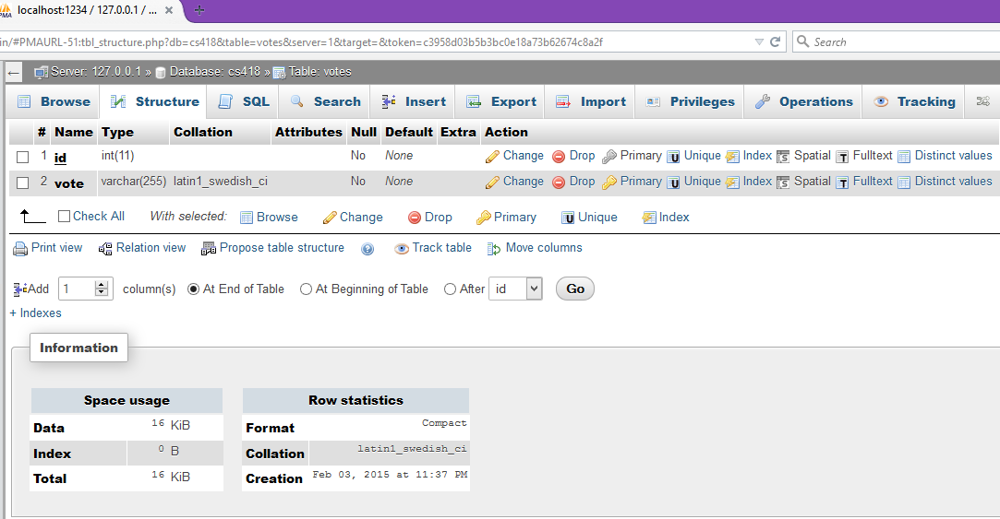 localhost:1234 / 127.0.0.1 / ...
in/#PMAURL-51:tbl_structure.php?db=cs418&table=votes&server=1&target=&token=c3958d03b5b3bc0e18a73b62674c8a2f Search
Server: 127.0.0.1 » Database: cs418 » Table: votes
Browse Structure SQL Search Insert Export Import Privileges Operations Tracking
# Name Type Collation Attributes Null Default Extra Action
1 id int(11) No None Change Drop Primary Unique Index Spatial Fulltext Distinct values
2 vote varchar(255) latin1_swedish_ci No None Change Drop Primary Unique Index Spatial Fulltext Distinct values
Check All With selected: Browse Change Drop Primary Unique Index
Print view Relation view Propose table structure Track table Move columns
Add 1 column(s) At End of Table At Beginning of Table After id Go
+ Indexes
Information
Space usage
Data 16 KiB
Index 0 B
Total 16 KiB
Row statistics
Format Compact
Collation latin1_swedish_ci
Creation Feb 03, 2015 at 11:37 PM